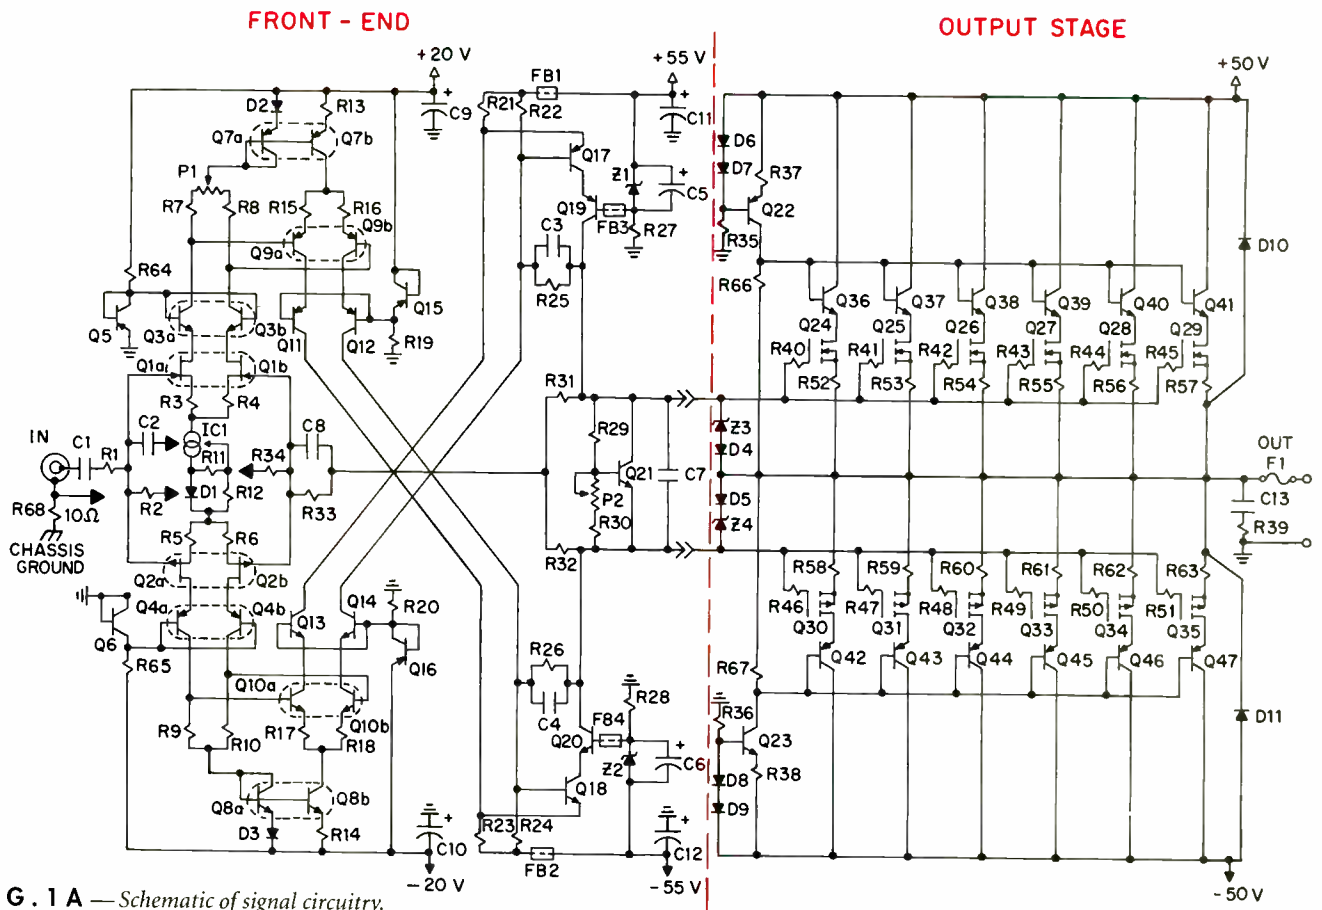 FRONT - END
OUTPUT STAGE
+20 V
+55 V
+50 V
D2
R13
C9
FB1
R21
R22
C11
Q7a
Q7b
Q17
D6
D7
P1
Z1
C5
R37
R7
R8
R15
R16
Q9b
Q19
FB3
R27
Q22
R35
D10
Q9a
C3
R64
R25
R66
Q15
Q36
Q37
Q38
Q39
Q40
Q41
Q5
Q3a
Q3b
Q11
Q12
R19
Q24
Q25
Q26
Q27
Q28
Q29
Q1a
Q1b
R40
R41
R42
R43
R44
R45
R3
R4
R31
R52
R53
R54
R55
R56
R57
IN
C1
R1
C2
IC1
C8
R29
Z3
D4
OUT
F1
R11
R34
Q21
C7
R2
D1
R12
R33
P2
D5
C13
R68
10Ω
R30
Z4
R39
CHASSIS
GROUND
R5
R6
R32
Q2a
Q2b
R58
R59
R60
R61
R62
R63
Q4a
Q4b
Q13
Q14
R20
R46
R47
R48
R49
R50
R51
Q6
Q30
Q31
Q32
Q33
Q34
Q35
R65
Q16
R26
R67
Q42
Q43
Q44
Q45
Q46
Q47
Q10a
Q10b
C4
R28
R36
R9
R10
R17
R18
Q20
F84
Z2
C6
Q23
D11
Q8a
Q8b
Q18
D8
D9
R38
D3
R14
C10
R23
R24
FB2
C12
-20 V
-55 V
-50V
G. 1 A — Schematic of signal circuitry.